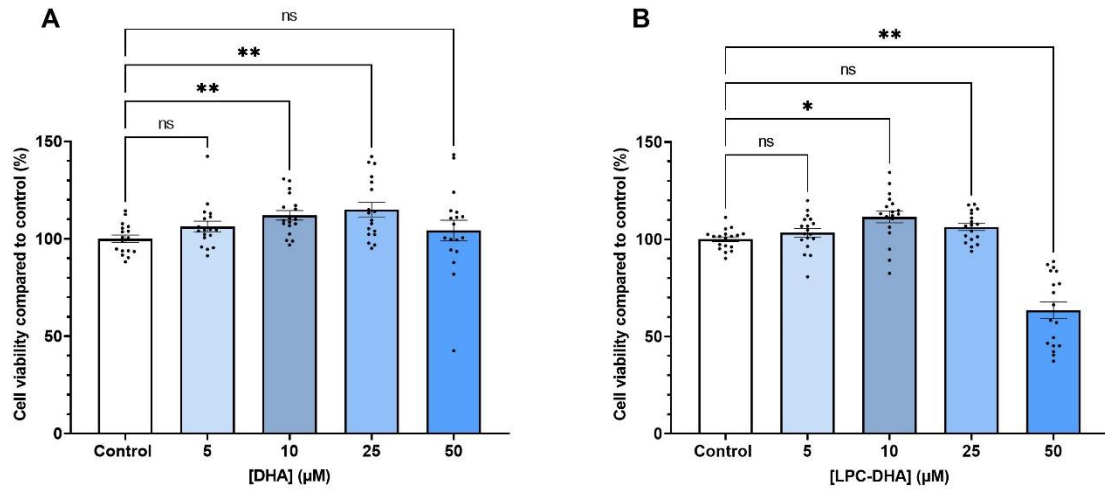 A
ns
**
**
ns
Cell viability compared to control (%)
150
100
50
0
Control 5 10 25 50
[DHA] (µM)
B
**
ns
*
ns
Cell viability compared to control (%)
150
100
50
0
Control 5 10 25 50
[LPC-DHA] (µM)